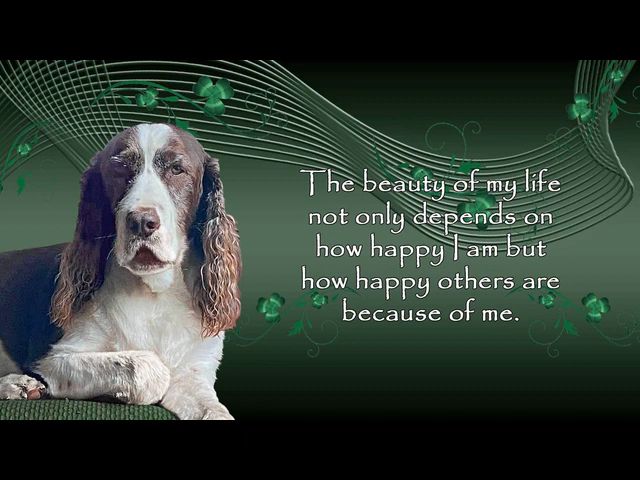 The beauty of my life
not only depends on
how happy I am but
how happy others are
because of me.